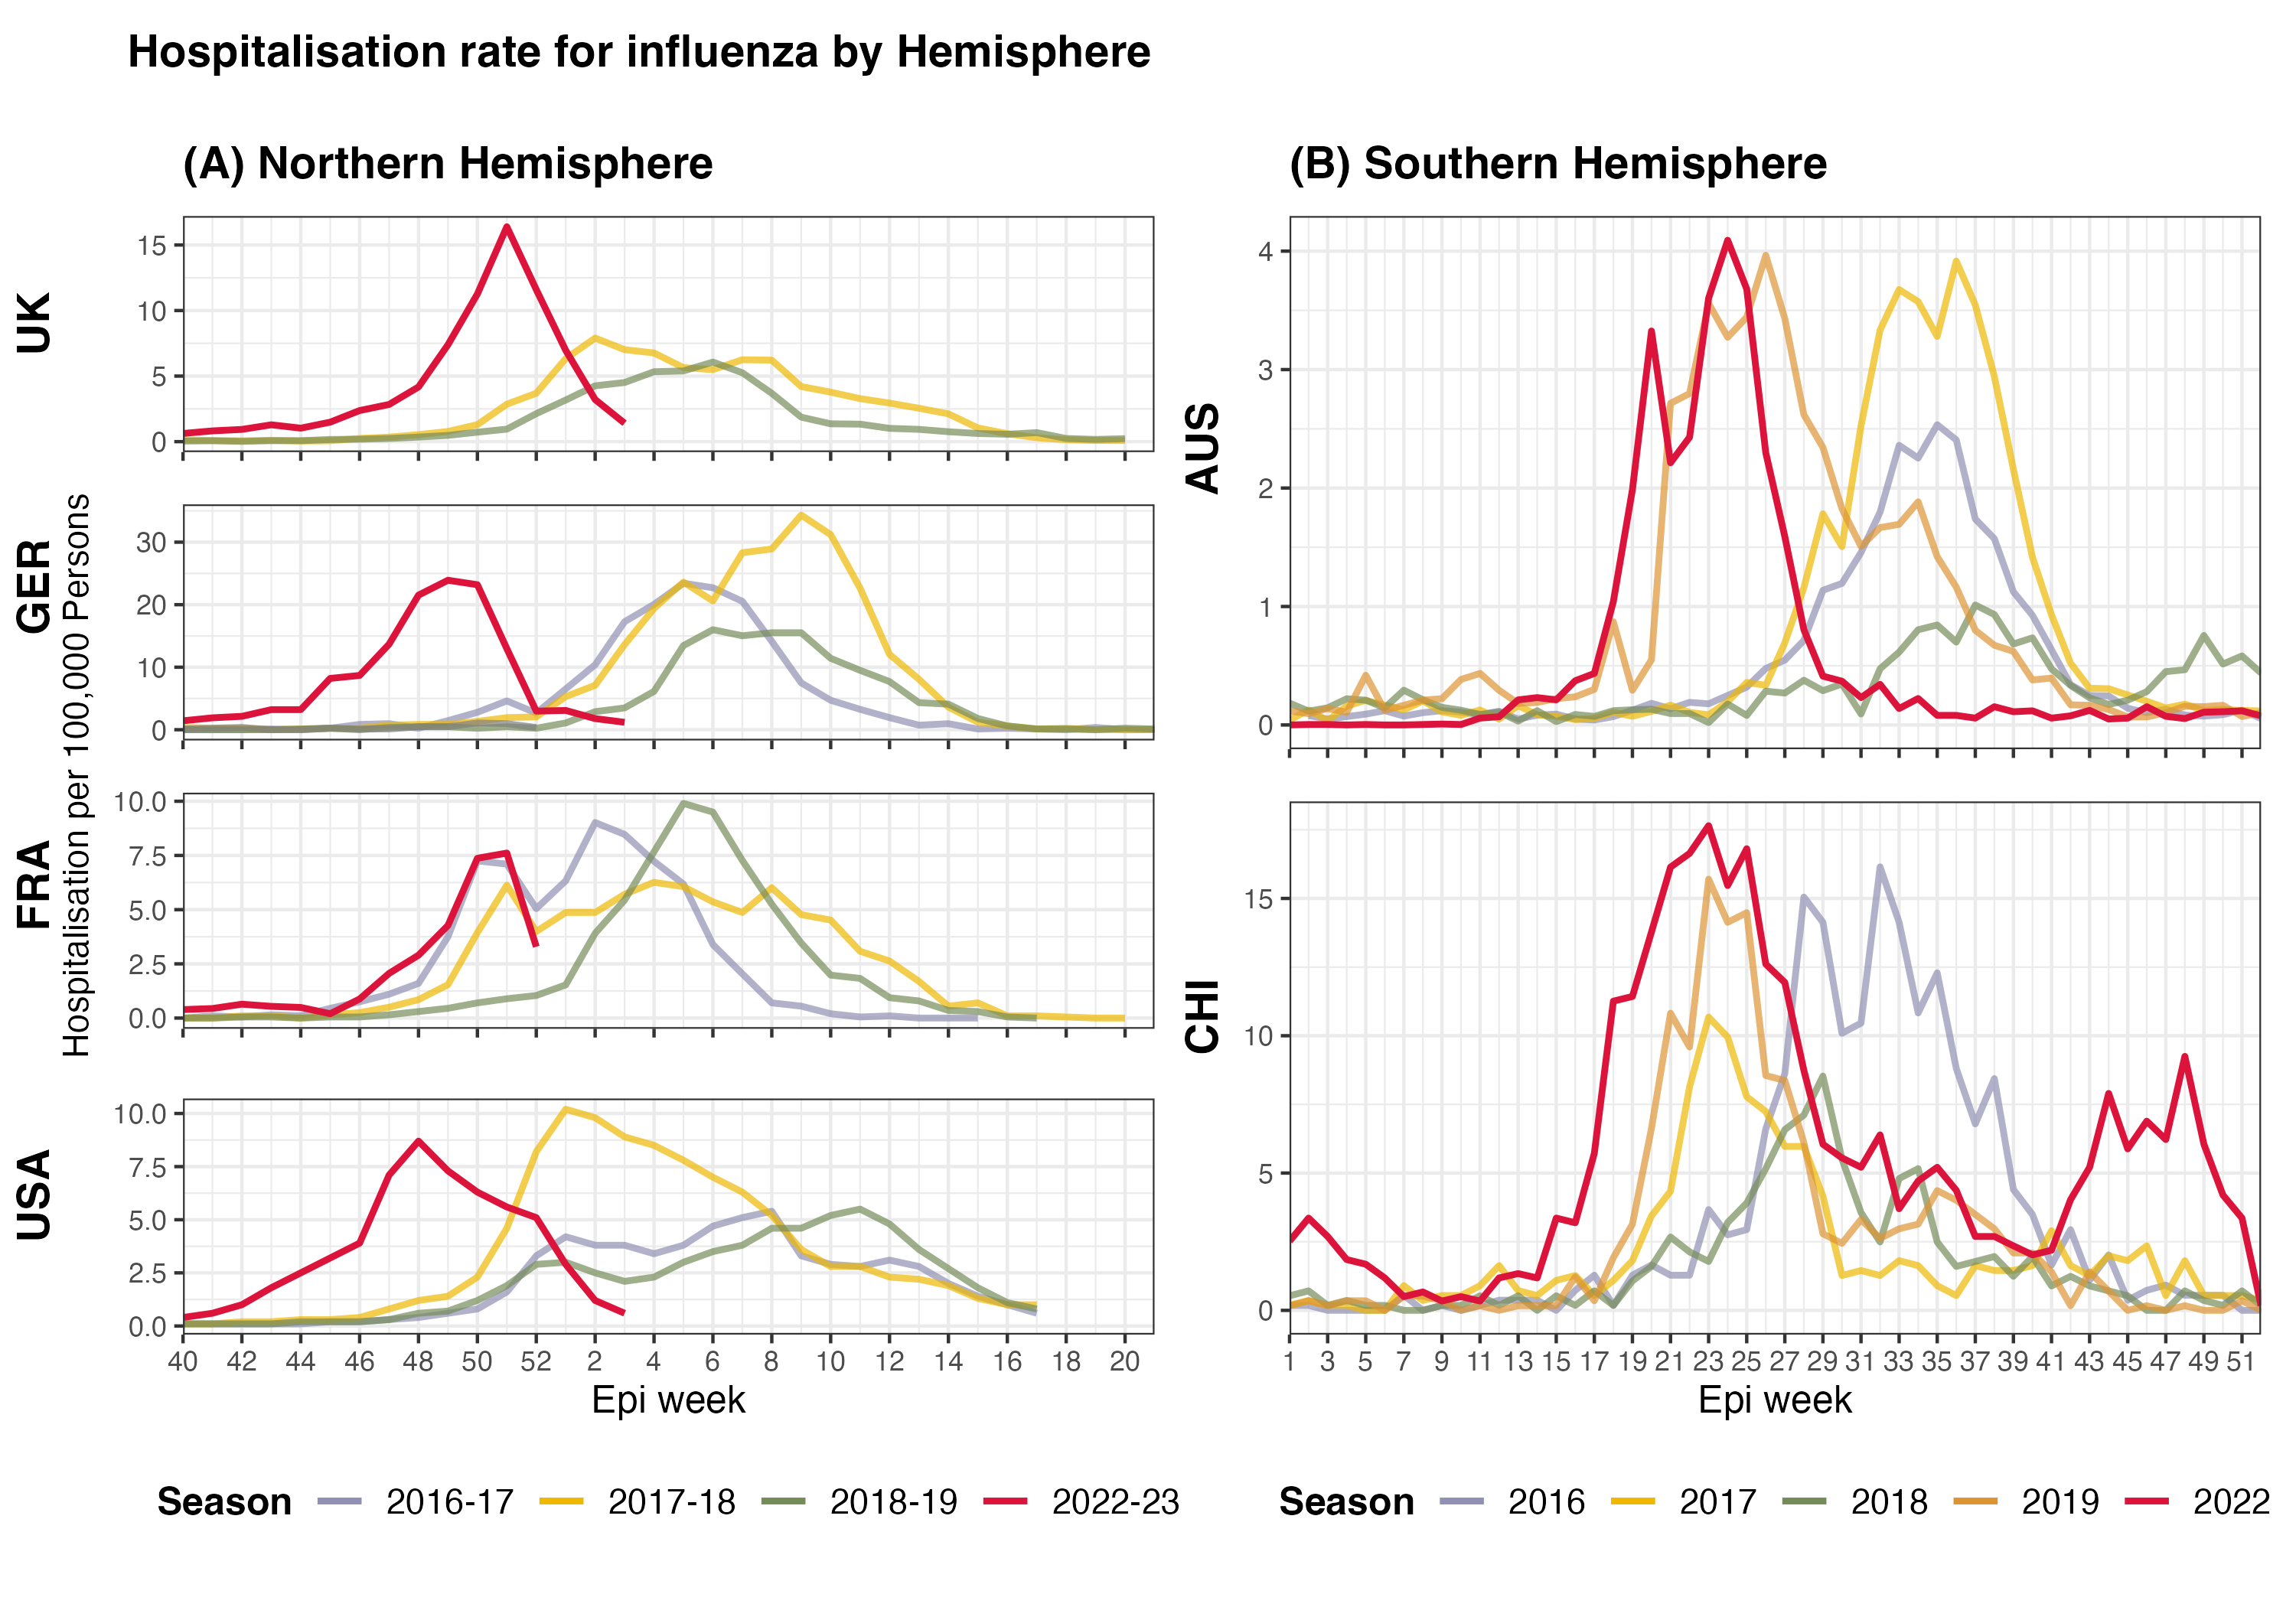 Hospitalisation rate for influenza by Hemisphere
(A) Northern Hemisphere
Hospitalisation per 100,000 Persons
UK
15
10
5
0
GER
30
20
10
0
FRA
10.0
7.5
5.0
2.5
0.0
USA
10.0
7.5
5.0
2.5
0.0
40 42 44 46 48 50 52 2 4 6 8 10 12 14 16 18 20
Epi week
Season 2016-17 2017-18 2018-19 2022-23
(B) Southern Hemisphere
AUS
4
3
2
1
0
CHI
15
10
5
0
1 3 5 7 9 11 13 15 17 19 21 23 25 27 29 31 33 35 37 39 41 43 45 47 49 51
Epi week
Season 2016 2017 2018 2019 2022